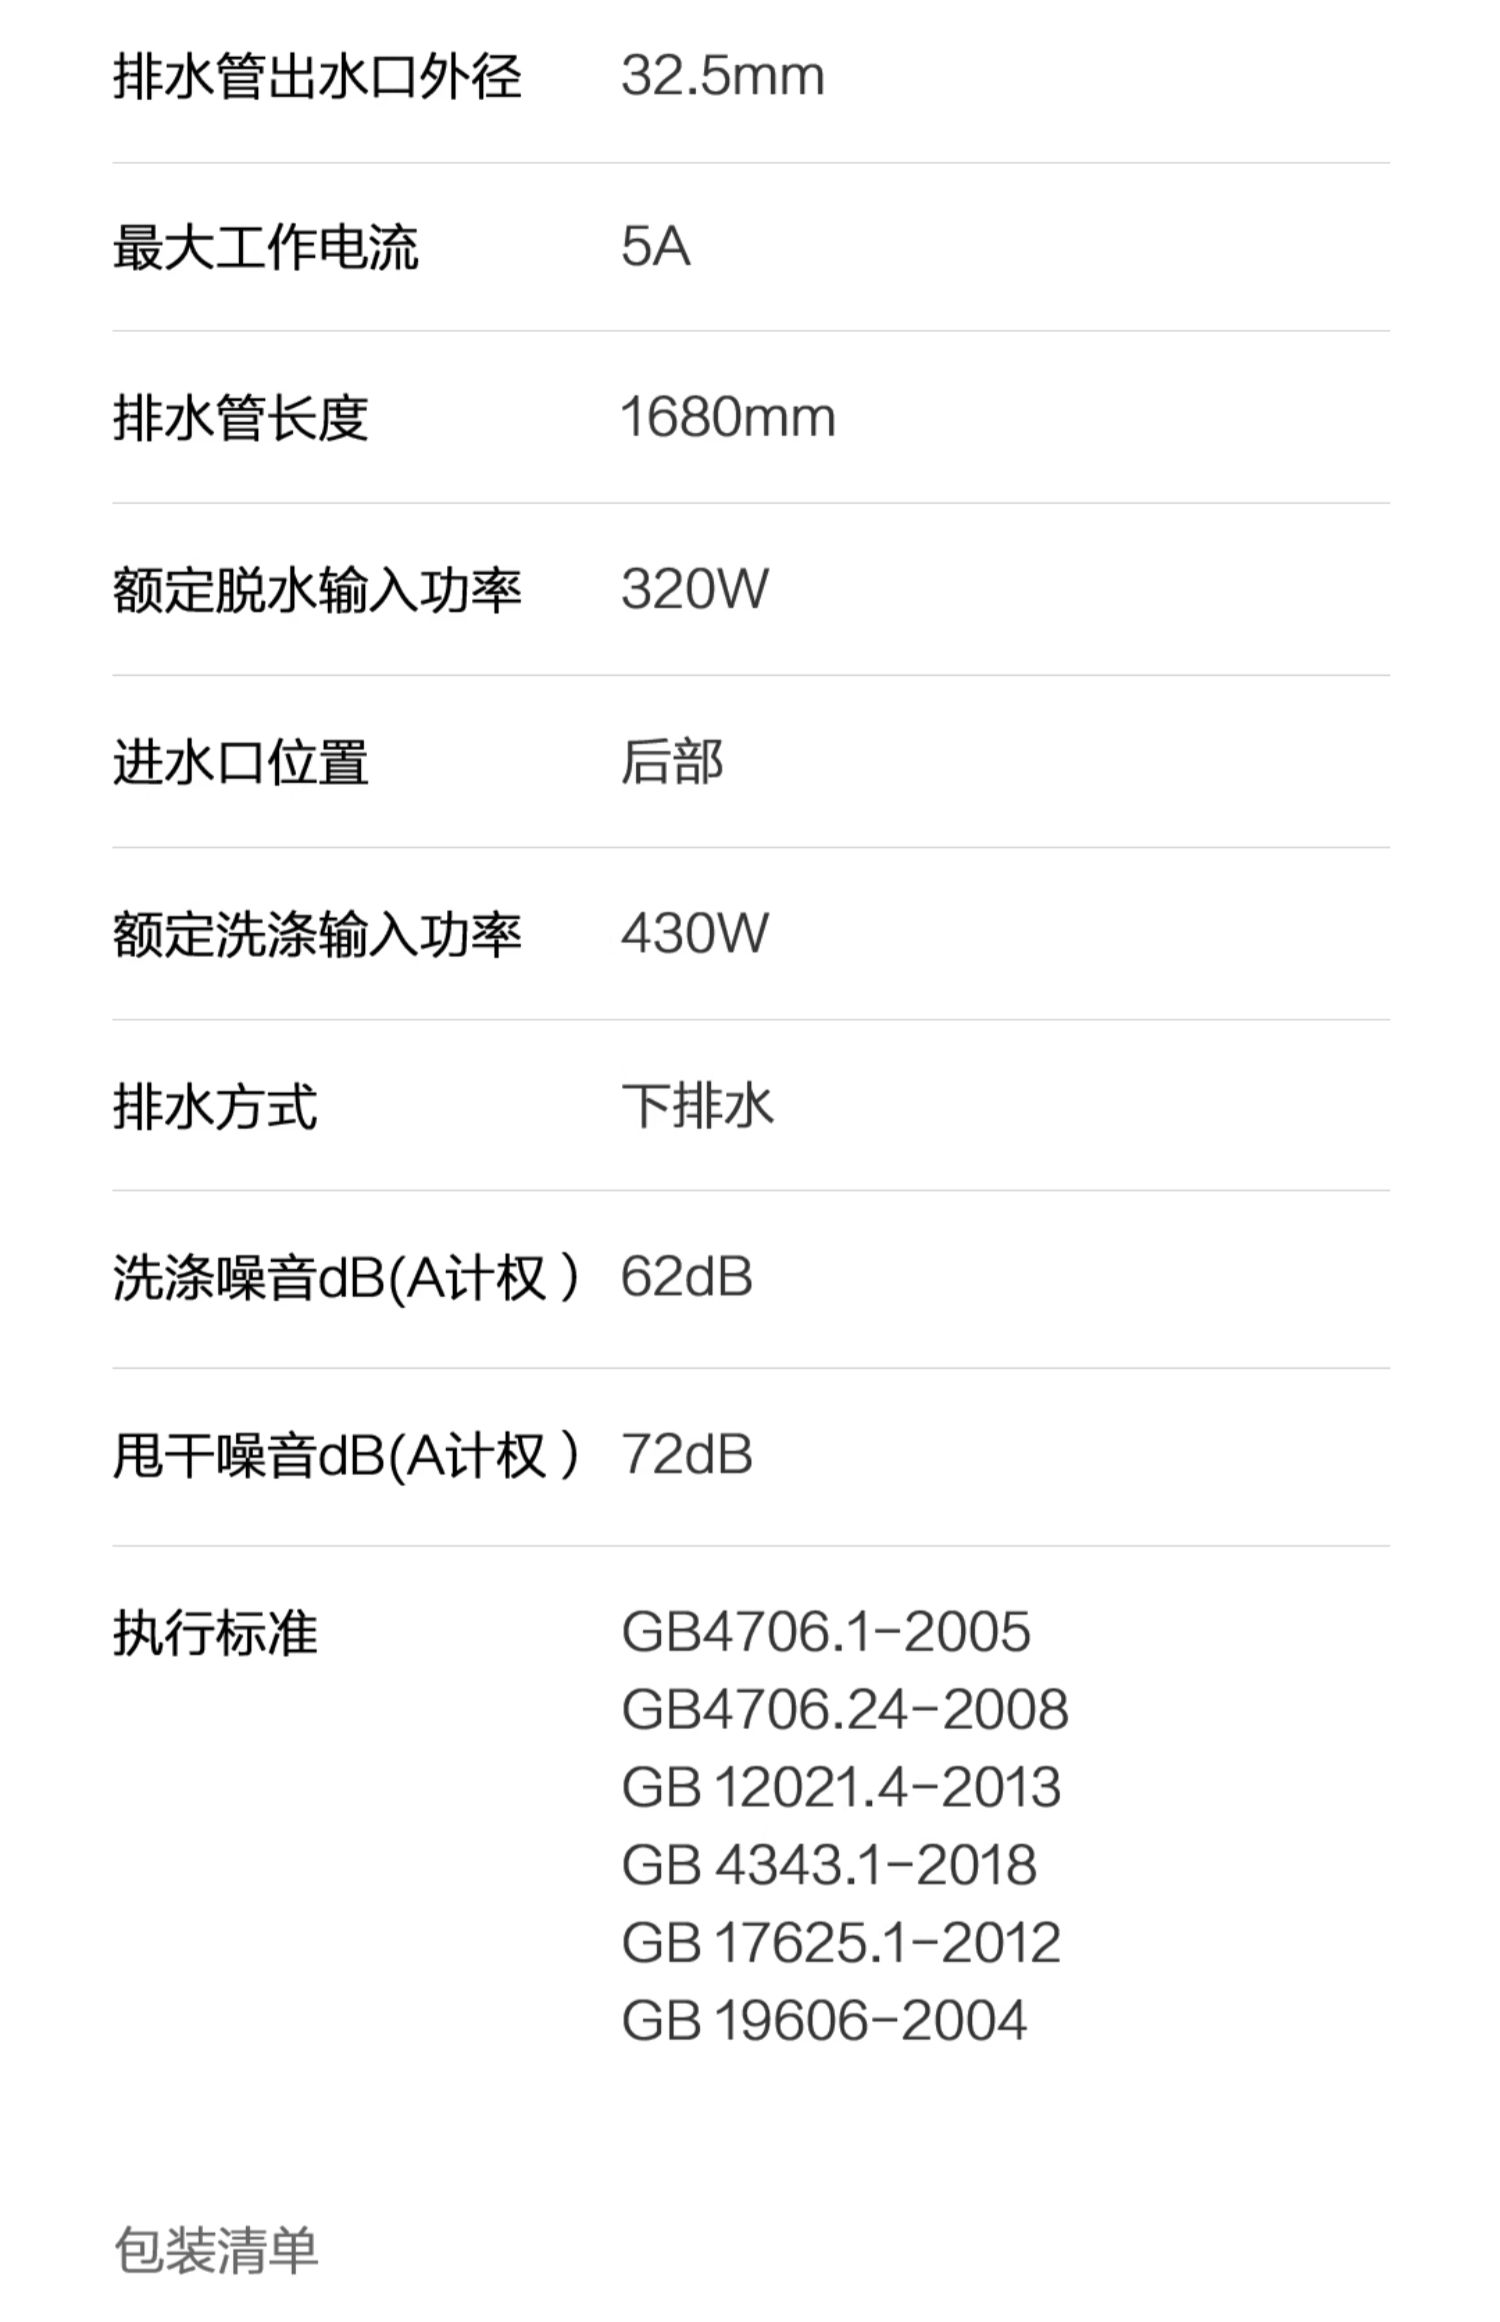 排水管出水口外径 32.5mm
最大工作电流 5A
排水管长度 1680mm
额定脱水输入功率 320W
进水口位置 后部
额定洗涤输入功率 430W
排水方式 下排水
洗涤噪音dB(A计权 ） 62dB
甩干噪音dB(A计权 ） 72dB
执行标准 GB4706.1-2005
GB4706.24-2008
GB 12021.4-2013
GB 4343.1-2018
GB 17625.1-2012
GB 19606-2004
包装清单